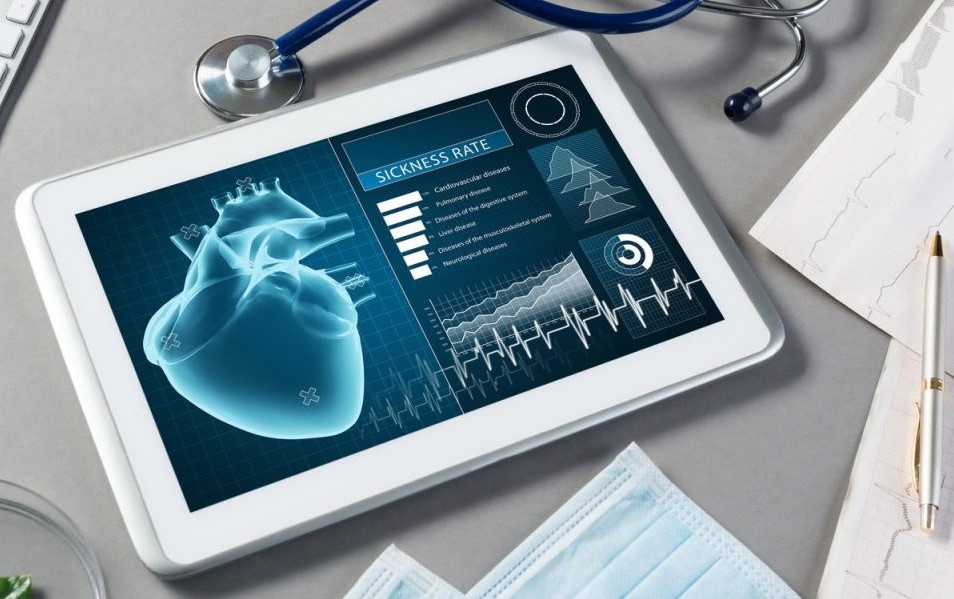 SICKNESS RATE
Cardiovascular diseases
Pulmonary disease
Diseases of the digestive system
Liver disease
Diseases of the musculoskeletal system
Neurological diseases